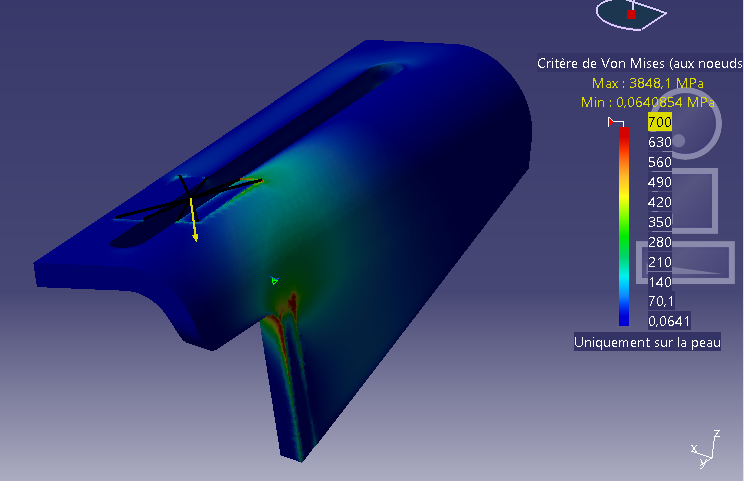 Critère de Von Mises (aux noeuds
Max : 3848,1 MPa
Min : 0,0640854 MPa
700
630
560
490
420
350
280
210
140
70,1
0,0641
Uniquement sur la peau
z
x
y